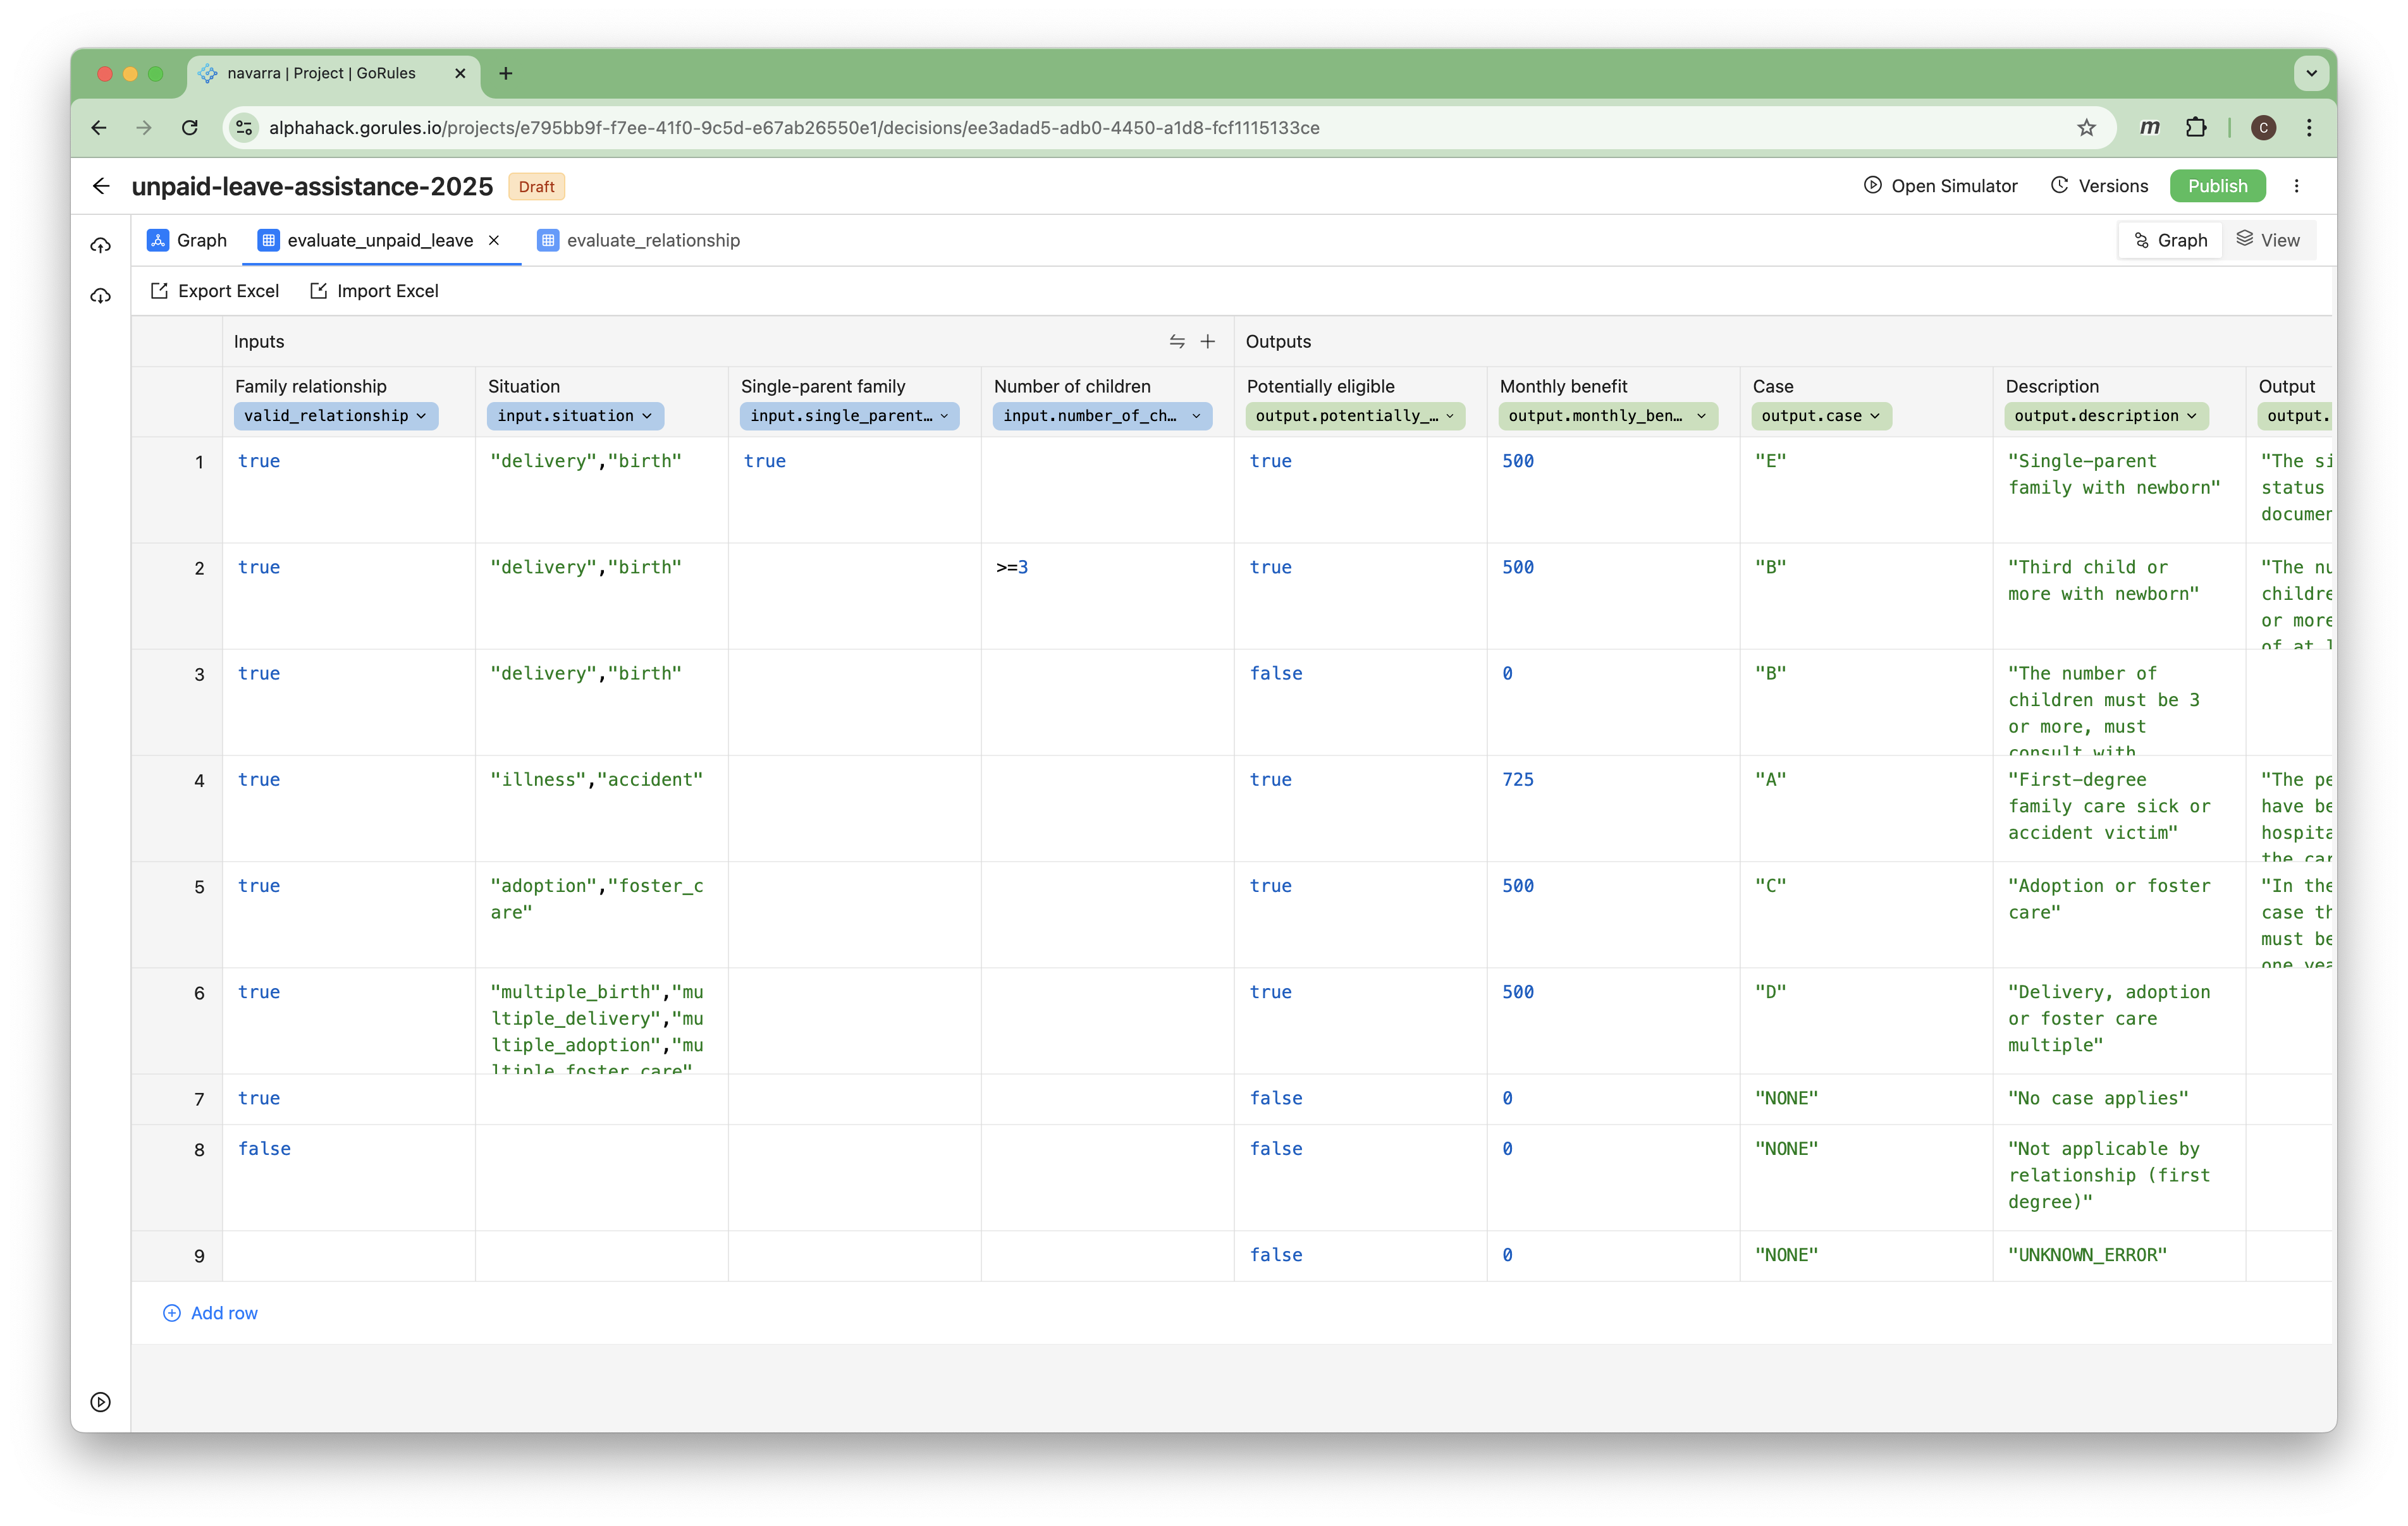 navarra | Project | GoRules
alphahack.gorules.io/projects/e795bb9f-f7ee-41f0-9c5d-e67ab26550e1/decisions/ee3adad5-adb0-4450-a1d8-fcf1115133ce
m
C
unpaid-leave-assistance-2025 Draft
Open Simulator Versions Publish
Graph evaluate_unpaid_leave evaluate_relationship
Graph View
Export Excel Import Excel
Inputs Outputs
Family relationship Situation Single-parent family Number of children Potentially eligible Monthly benefit Case Description Output
valid_relationship input.situation input.single_parent… input.number_of_ch… output.potentially_… output.monthly_ben… output.case output.description output.
1 true "delivery","birth" true true 500 "E" "Single-parent "The si
family with newborn" status
documen
2 true "delivery","birth" >=3 true 500 "B" "Third child or "The nu
more with newborn" childre
or more
of at l
3 true "delivery","birth" false 0 "B" "The number of
children must be 3
or more, must
consult with
4 true "illness","accident" true 725 "A" "First-degree "The pe
family care sick or have be
accident victim" hospita
the car
5 true "adoption","foster_c true 500 "C" "Adoption or foster "In the
are" care" case th
must be
one yea
6 true "multiple_birth","mu true 500 "D" "Delivery, adoption
ltiple_delivery","mu or foster care
ltiple_adoption","mu multiple"
ltiple_foster_care"
7 true false 0 "NONE" "No case applies"
8 false false 0 "NONE" "Not applicable by
relationship (first
degree)"
9 false 0 "NONE" "UNKNOWN_ERROR"
Add row